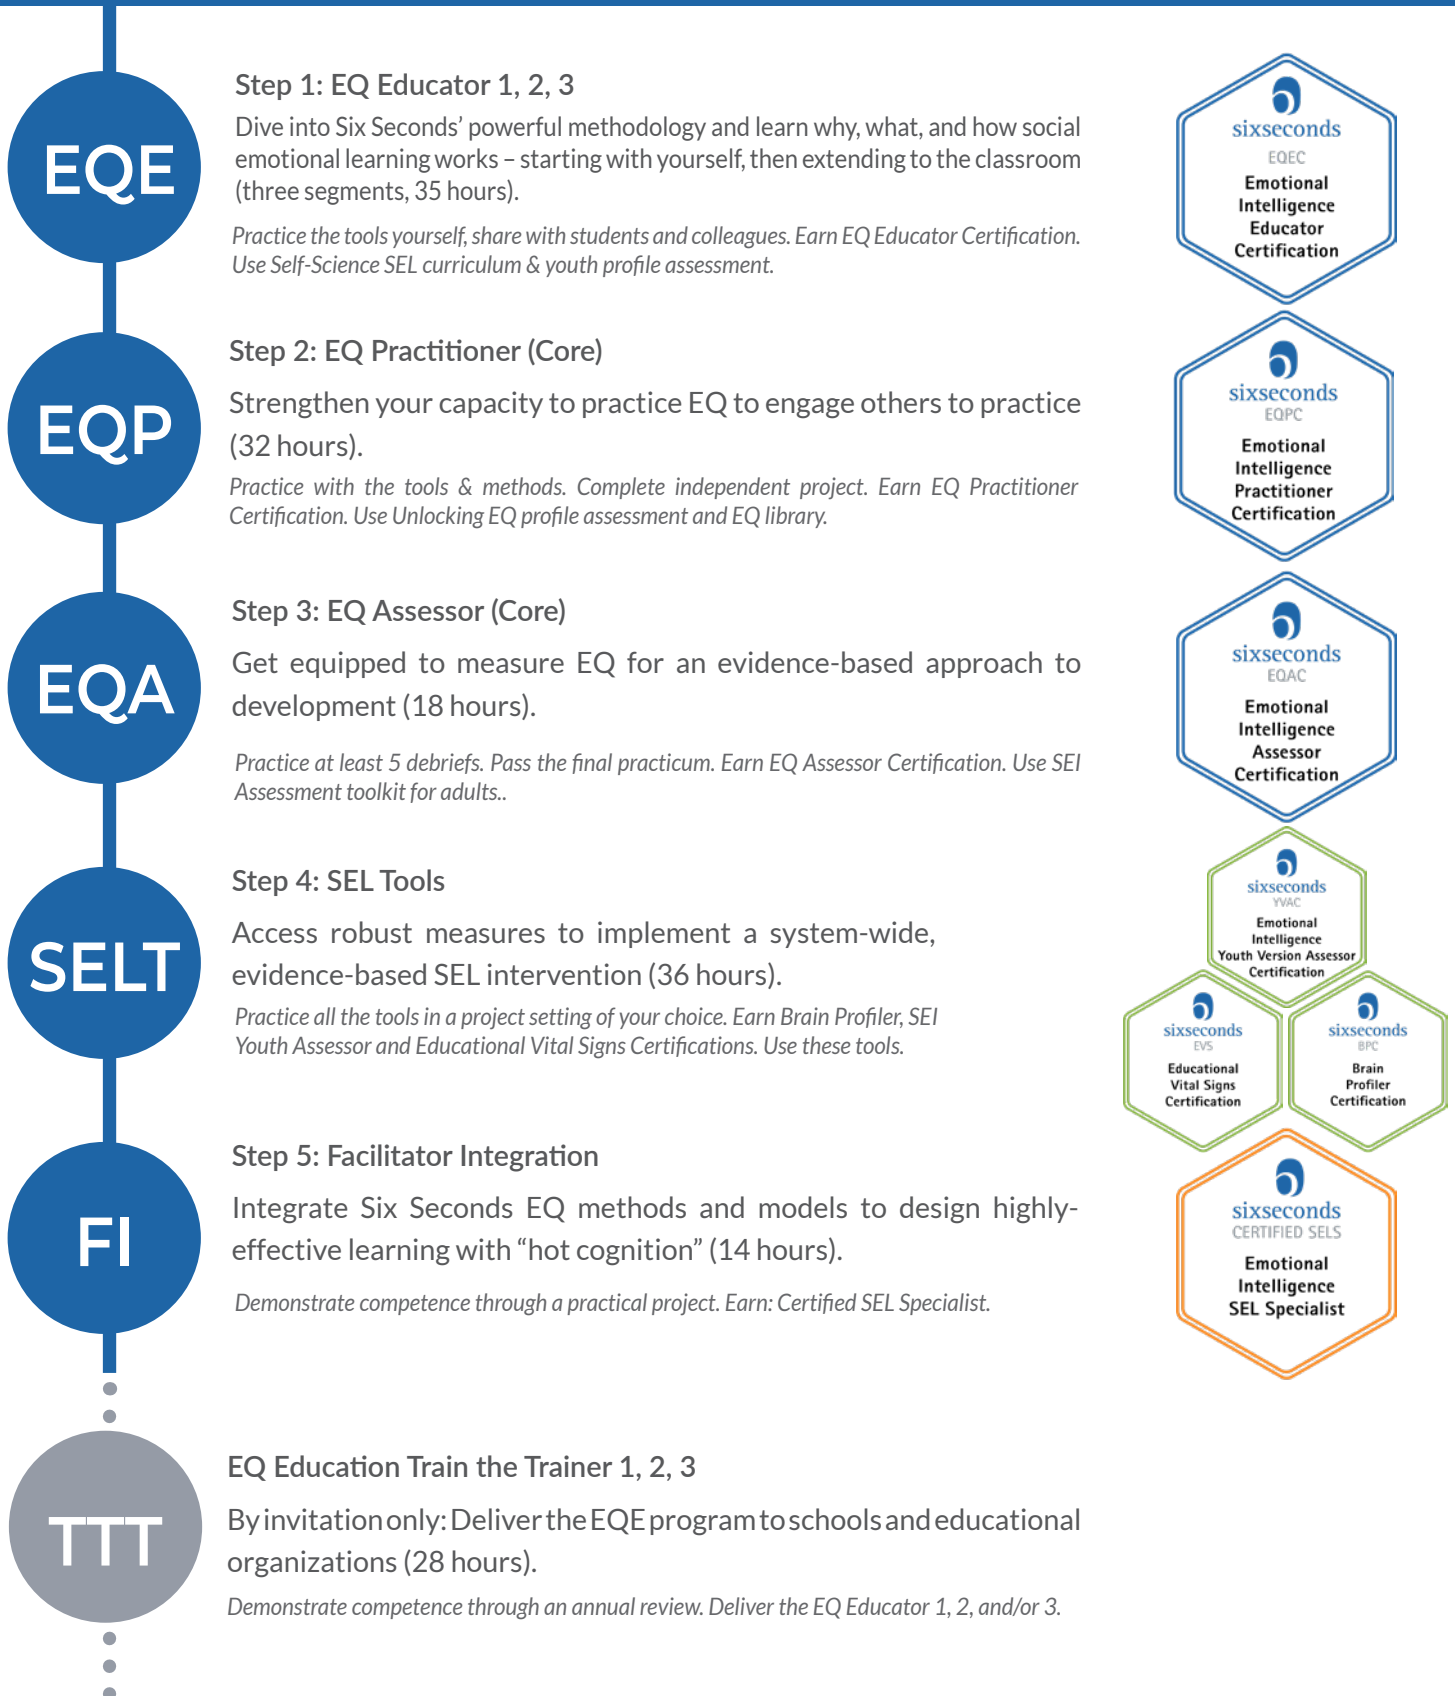 EQE
Step 1: EQ Educator 1, 2, 3
Dive into Six Seconds’ powerful methodology and learn why, what, and how social
emotional learning works – starting with yourself, then extending to the classroom
(three segments, 35 hours).
Practice the tools yourself, share with students and colleagues. Earn EQ Educator Certification.
Use Self-Science SEL curriculum & youth profile assessment.
sixseconds
EQEC
Emotional
Intelligence
Educator
Certification
EQP
Step 2: EQ Practitioner (Core)
Strengthen your capacity to practice EQ to engage others to practice
(32 hours).
Practice with the tools & methods. Complete independent project. Earn EQ Practitioner
Certification. Use Unlocking EQ profile assessment and EQ library.
sixseconds
EQPC
Emotional
Intelligence
Practitioner
Certification
EQA
Step 3: EQ Assessor (Core)
Get equipped to measure EQ for an evidence-based approach to
development (18 hours).
Practice at least 5 debriefs. Pass the final practicum. Earn EQ Assessor Certification. Use SEI
Assessment toolkit for adults..
sixseconds
EQAC
Emotional
Intelligence
Assessor
Certification
SELT
Step 4: SEL Tools
Access robust measures to implement a system-wide,
evidence-based SEL intervention (36 hours).
Practice all the tools in a project setting of your choice. Earn Brain Profiler, SEI
Youth Assessor and Educational Vital Signs Certifications. Use these tools.
sixseconds
YVAC
Emotional
Intelligence
Youth Version Assessor
Certification
sixseconds
EVS
Educational
Vital Signs
Certification
sixseconds
BPC
Brain
Profiler
Certification
FI
Step 5: Facilitator Integration
Integrate Six Seconds EQ methods and models to design highly-
effective learning with “hot cognition” (14 hours).
Demonstrate competence through a practical project. Earn: Certified SEL Specialist.
sixseconds
CERTIFIED SELS
Emotional
Intelligence
SEL Specialist
TTT
EQ Education Train the Trainer 1, 2, 3
By invitation only: Deliver the EQE program to schools and educational
organizations (28 hours).
Demonstrate competence through an annual review. Deliver the EQ Educator 1, 2, and/or 3.